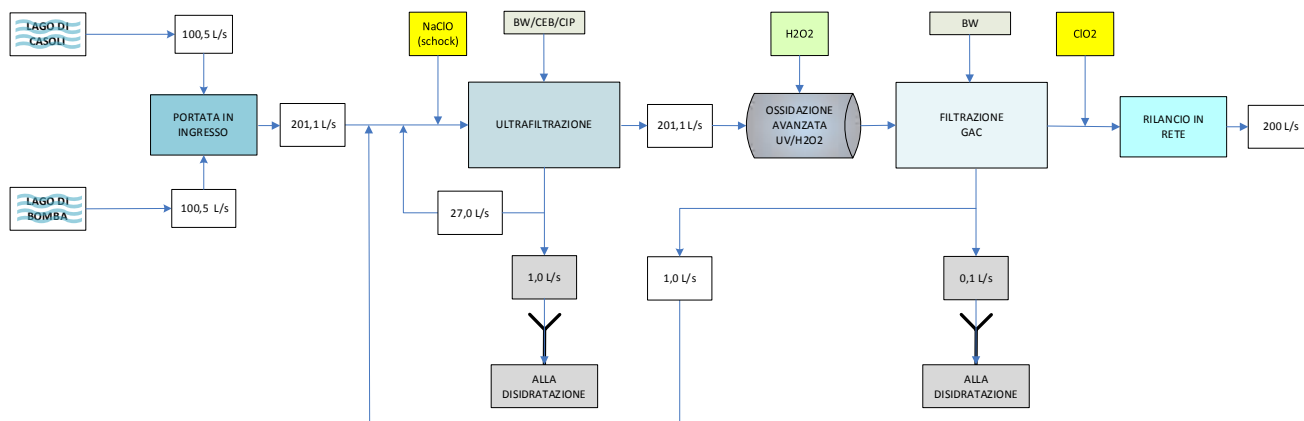 LAGO DI
CASOLI
100,5 L/s
NaClO
(schock)
BW/CEB/CIP
H2O2
BW
ClO2
PORTATA IN
INGRESSO
201,1 L/s
ULTRAFILTRAZIONE
201,1 L/s
OSSIDAZIONE
AVANZATA
UV/H2O2
FILTRAZIONE
GAC
RILANCIO IN
RETE
200 L/s
LAGO DI
BOMBA
100,5 L/s
27,0 L/s
1,0 L/s
1,0 L/s
0,1 L/s
ALLA
DISIDRATAZIONE
ALLA
DISIDRATAZIONE